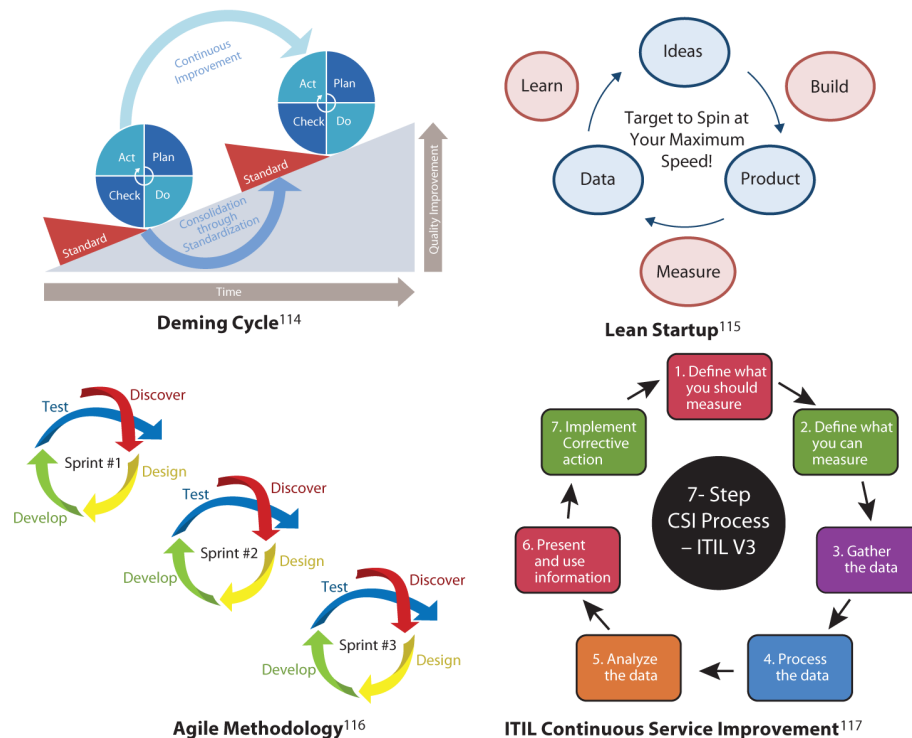 Continuous
Improvement
Act
Plan
Check
Do
Standard
Act
Plan
Check
Do
Standard
Consolidation
through
Standardization
Quality Improvement
Time
Deming Cycle114
Ideas
Learn
Build
Target to Spin at
Your Maximum
Speed!
Data
Product
Measure
Lean Startup115
Discover
Test
Sprint #1
Design
Develop
Discover
Test
Sprint #2
Design
Develop
Discover
Test
Sprint #3
Design
Develop
Agile Methodology116
1. Define what
you should
measure
2. Define what
you can
measure
3. Gather
the data
4. Process
the data
5. Analyze
the data
6. Present
and use
information
7. Implement
Corrective
action
7- Step
CSI Process
– ITIL V3
ITIL Continuous Service Improvement117